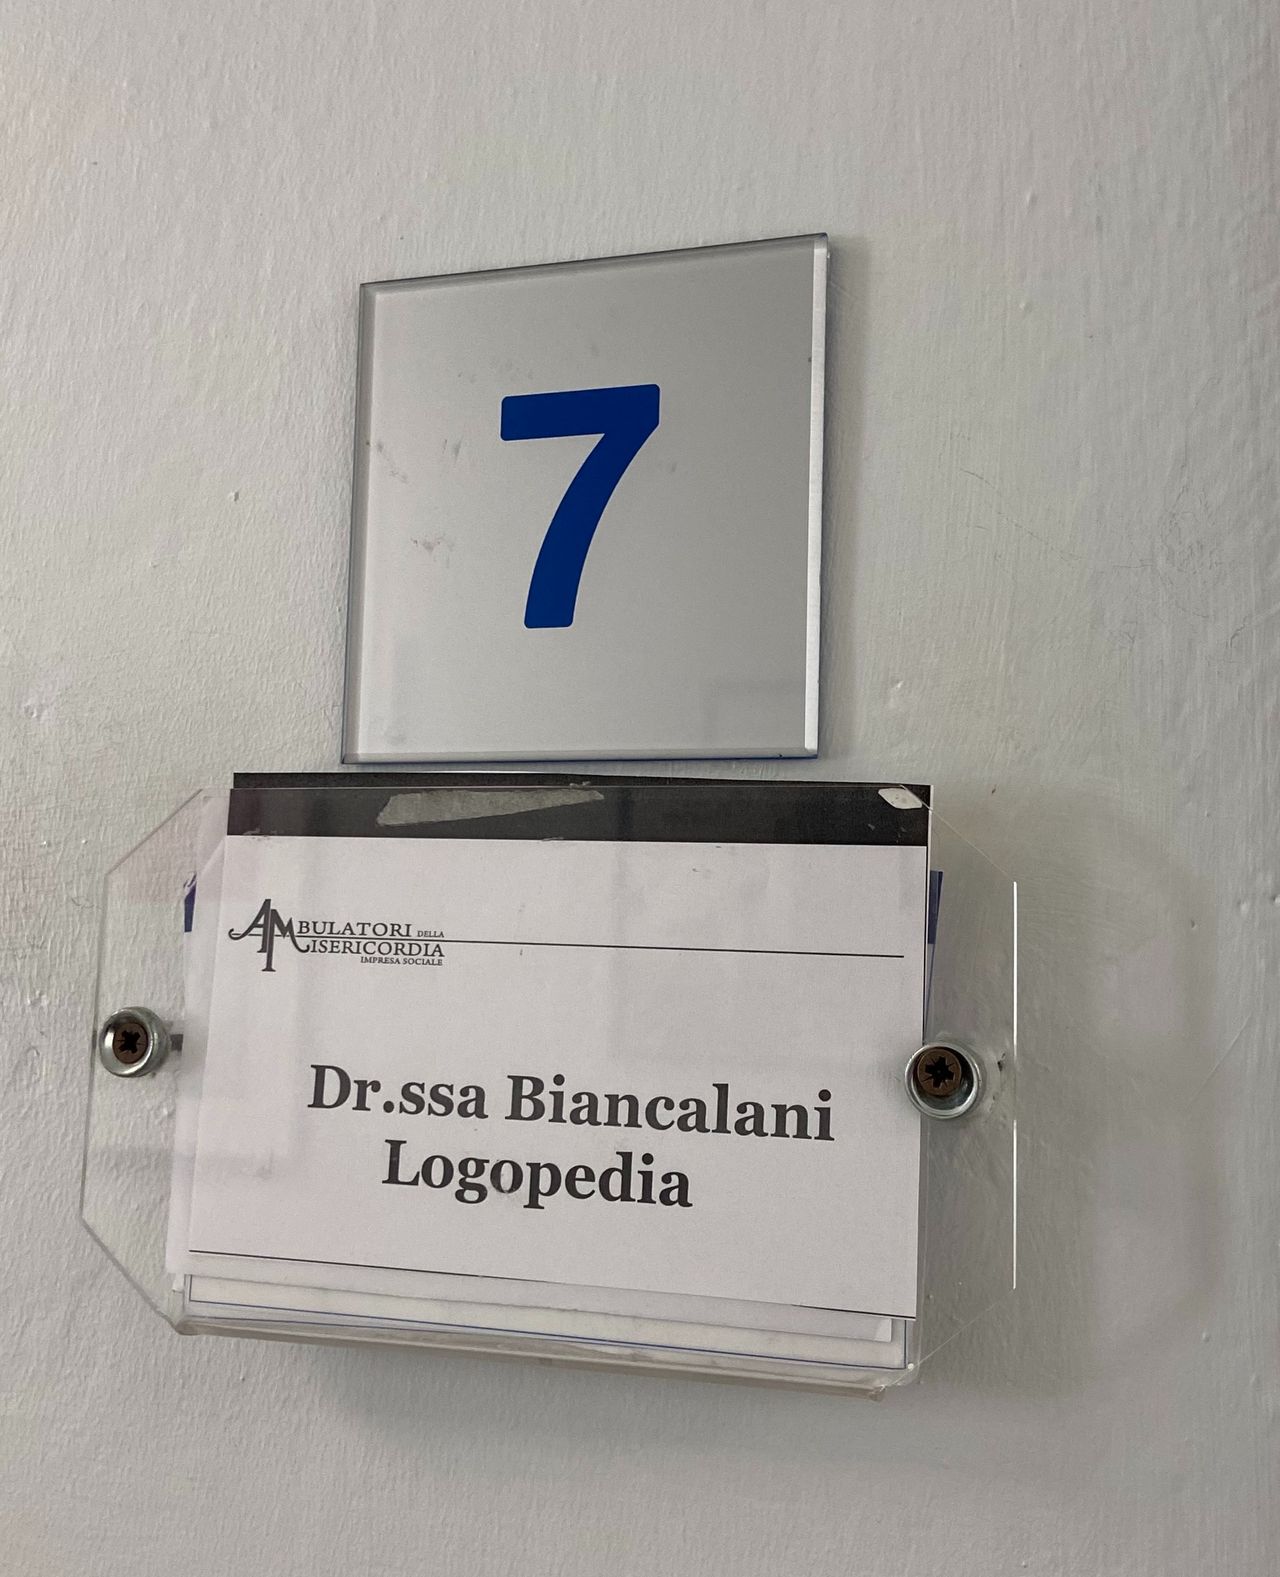 7
AMBULATORI DELLA
MISERICORDIA
IMPRESA SOCIALE
Dr.ssa Biancalani
Logopedia